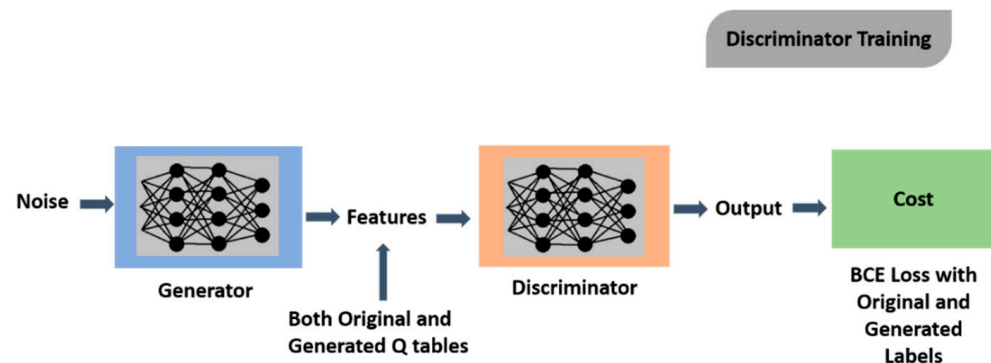 Discriminator Training
Noise
Features
Output
Cost
Generator
Discriminator
Both Original and
Generated Q tables
BCE Loss with
Original and
Generated
Labels